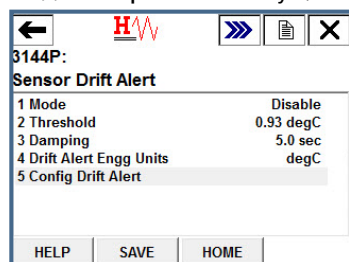 H
3144P:
Sensor Drift Alert
1 Mode Disable
2 Threshold 0.93 degC
3 Damping 5.0 sec
4 Drift Alert Engg Units degC
5 Config Drift Alert
HELP SAVE HOME